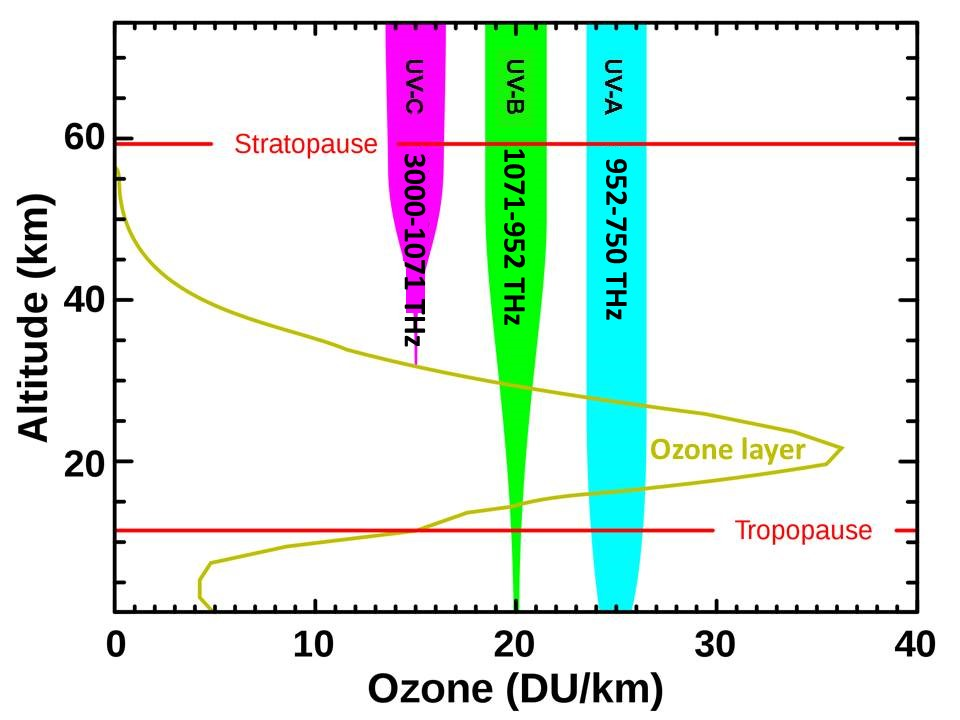 UV-C 3000-1071 THz
UV-B 1071-952 THz
UV-A 952-750 THz
60
Stratopause
40
Altitude (km)
Ozone layer
20
Tropopause
0 10 20 30 40
Ozone (DU/km)